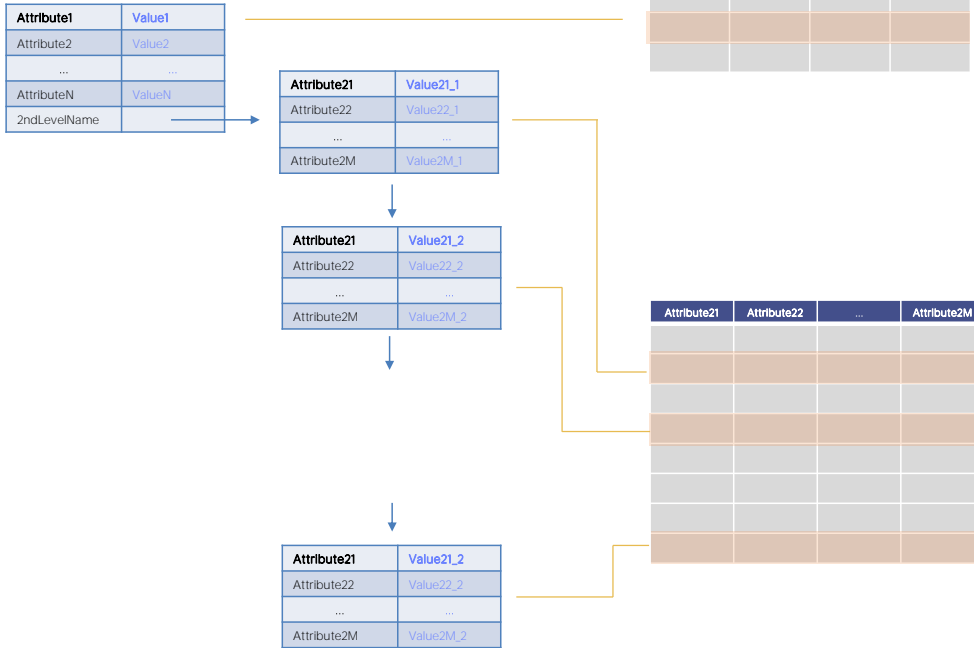 Attribute1 Value1
Attribute2 Value2
... ...
AttributeN ValueN
2ndLevelName
Attribute21 Value21_1
Attribute22 Value22_1
... ...
Attribute2M Value2M_1
Attribute21 Value21_2
Attribute22 Value22_2
... ...
Attribute2M Value2M_2
Attribute21 Attribute22 ... Attribute2M
Attribute21 Value21_2
Attribute22 Value22_2
... ...
Attribute2M Value2M_2